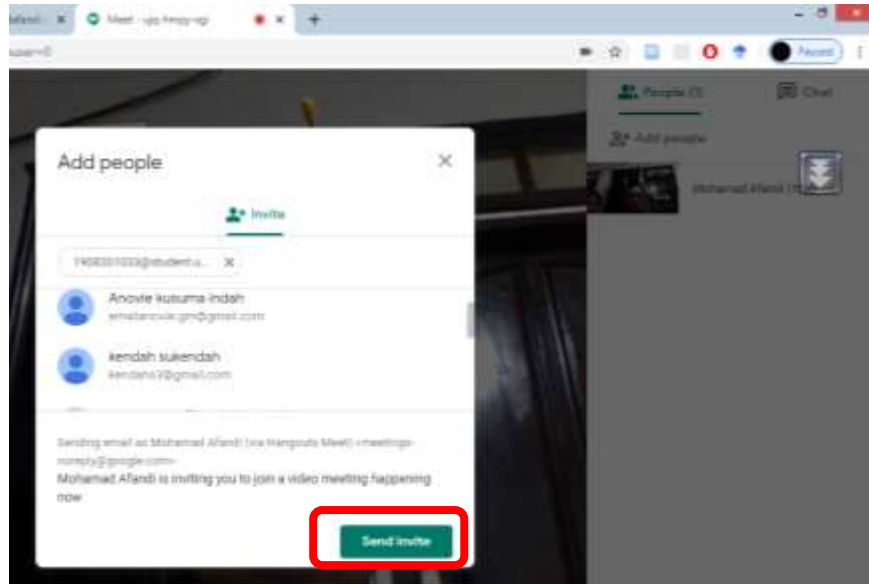 Meet -
Paused
People (1)
Chat
Add people
Mohamad Afandi
Add people
Invite
Anovie kusuma indah
kendah sukendah
Sending email as Mohamad Afandi (via Hangouts Meet) <meetings-
noreply@google.com>
Mohamad Afandi is inviting you to join a video meeting happening
now
Send invite